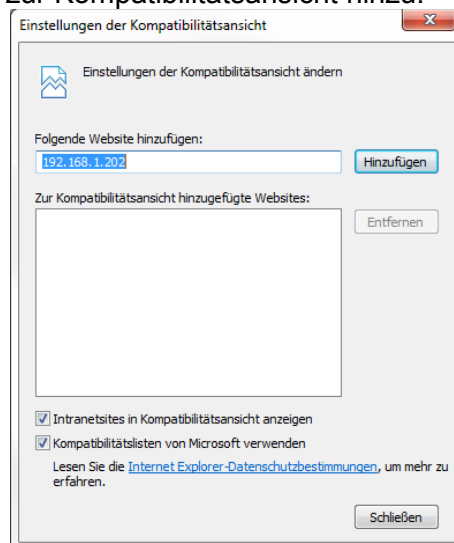 zur Kompatibilitätsansicht hinzu.
Einstellungen der Kompatibilitätsansicht
Einstellungen der Kompatibilitätsansicht ändern
Folgende Website hinzufügen:
192.168.1.202
Hinzufügen
Zur Kompatibilitätsansicht hinzugefügte Websites:
Entfernen
Intranetsites in Kompatibilitätsansicht anzeigen
Kompatibilitätslisten von Microsoft verwenden
Lesen Sie die Internet Explorer-Datenschutzbestimmungen, um mehr zu
erfahren.
Schließen